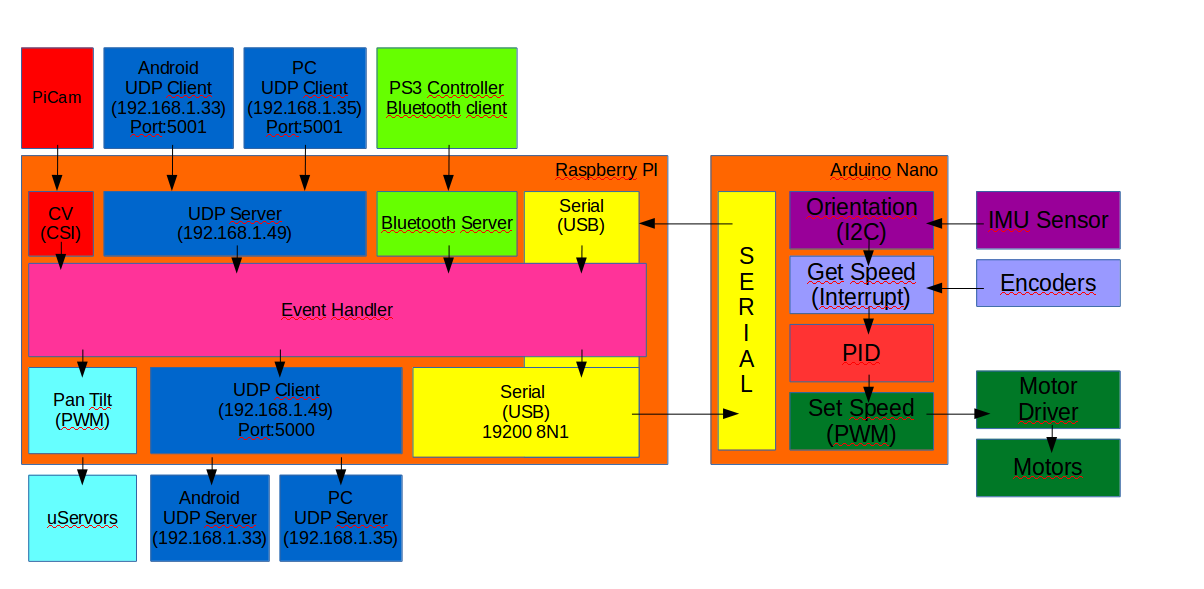 PiCam
Android
UDP Client
(192.168.1.33)
Port:5001
PC
UDP Client
(192.168.1.35)
Port:5001
PS3 Controller
Bluetooth client
Raspberry PI
CV
(CSI)
UDP Server
(192.168.1.49)
Bluetooth Server
Serial
(USB)
Event Handler
Pan Tilt
(PWM)
UDP Client
(192.168.1.49)
Port:5000
Serial
(USB)
19200 8N1
uServors
Android
UDP Server
(192.168.1.33)
PC
UDP Server
(192.168.1.35)
Arduino Nano
S
E
R
I
A
L
Orientation
(I2C)
Get Speed
(Interrupt)
PID
Set Speed
(PWM)
IMU Sensor
Encoders
Motor
Driver
Motors